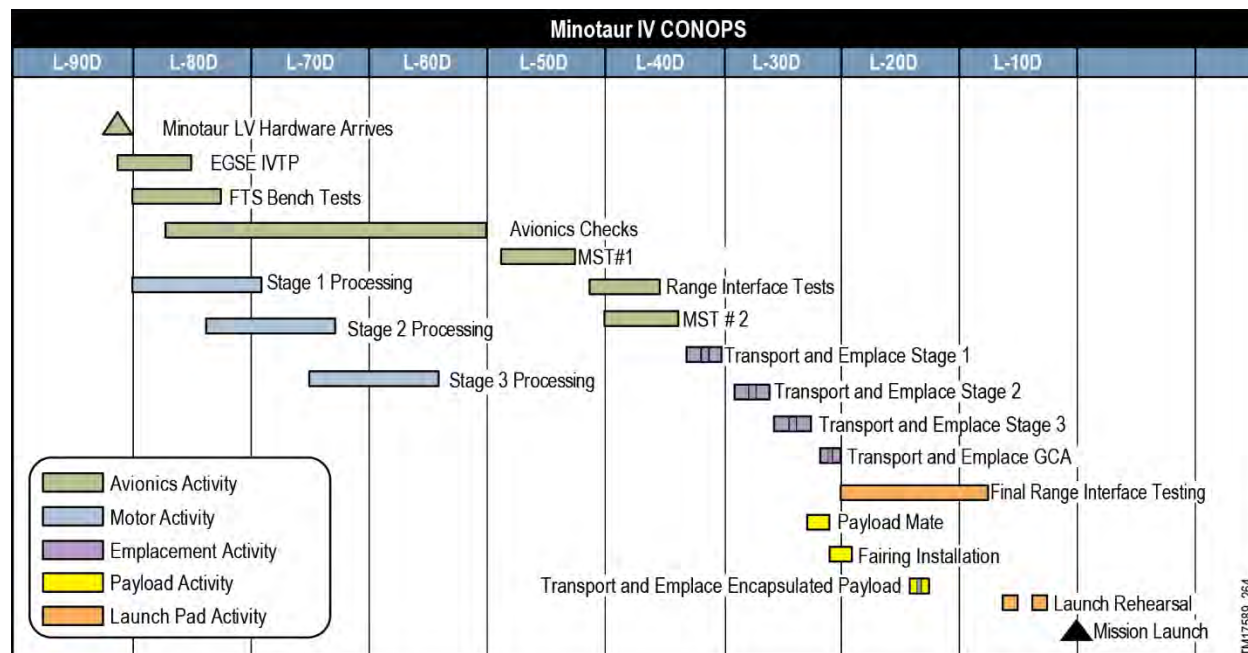 Minotaur IV CONOPS
L-90D L-80D L-70D L-60D L-50D L-40D L-30D L-20D L-10D
Minotaur LV Hardware Arrives
EGSE IVTP
FTS Bench Tests
Avionics Checks
MST#1
Stage 1 Processing
Range Interface Tests
Stage 2 Processing
MST # 2
Transport and Emplace Stage 1
Stage 3 Processing
Transport and Emplace Stage 2
Transport and Emplace Stage 3
Transport and Emplace GCA
Final Range Interface Testing
Payload Mate
Fairing Installation
Transport and Emplace Encapsulated Payload
Launch Rehearsal
Mission Launch
Avionics Activity
Motor Activity
Emplacement Activity
Payload Activity
Launch Pad Activity
TM17589_264